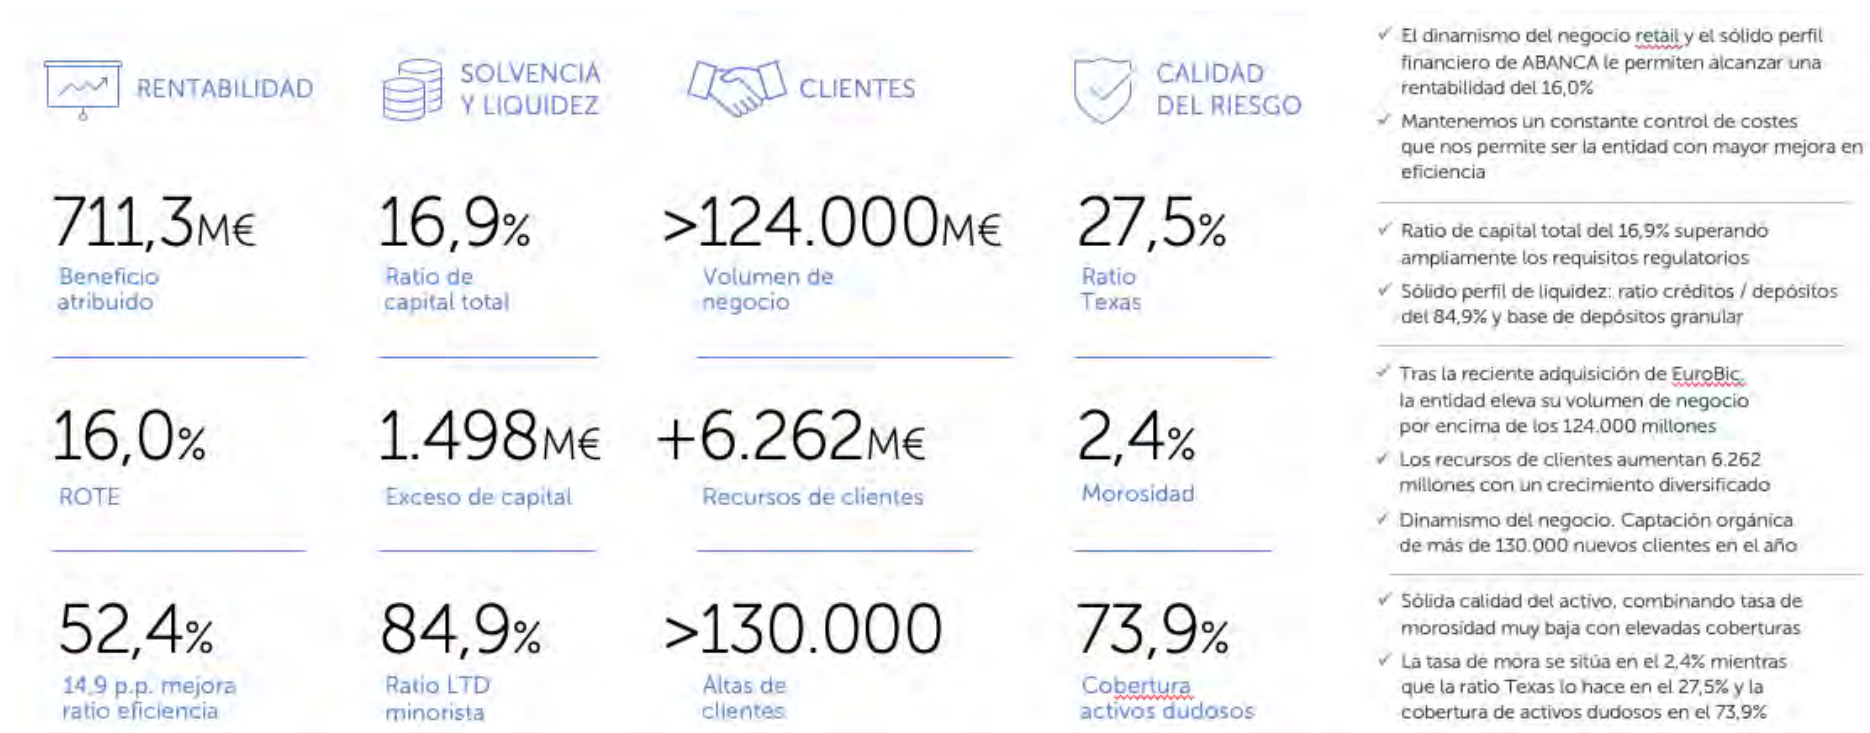 RENTABILIDAD
711,3M€
Beneficio
atribuido
16,0%
ROTE
52,4%
14,9 p.p. mejora
ratio eficiencia
SOLVENCIA
Y LIQUIDEZ
16,9%
Ratio de
capital total
1.498M€
Exceso de capital
84,9%
Ratio LTD
minorista
CLIENTES
>124.000M€
Volumen de
negocio
+6.262M€
Recursos de clientes
>130.000
Altas de
clientes
CALIDAD
DEL RIESGO
27,5%
Ratio
Texas
2,4%
Morosidad
73,9%
Cobertura
activos dudosos
✓ El dinamismo del negocio retail y el sólido perfil
financiero de ABANCA le permiten alcanzar una
rentabilidad del 16,0%
✓ Mantenemos un constante control de costes
que nos permite ser la entidad con mayor mejora en
eficiencia
✓ Ratio de capital total del 16,9% superando
ampliamente los requisitos regulatorios
✓ Sólido perfil de liquidez: ratio créditos / depósitos
del 84,9% y base de depósitos granular
✓ Tras la reciente adquisición de EuroBic,
la entidad eleva su volumen de negocio
por encima de los 124.000 millones
✓ Los recursos de clientes aumentan 6.262
millones con un crecimiento diversificado
✓ Dinamismo del negocio. Captación orgánica
de más de 130.000 nuevos clientes en el año
✓ Sólida calidad del activo, combinando tasa de
morosidad muy baja con elevadas coberturas
✓ La tasa de mora se sitúa en el 2,4% mientras
que la ratio Texas lo hace en el 27,5% y la
cobertura de activos dudosos en el 73,9%